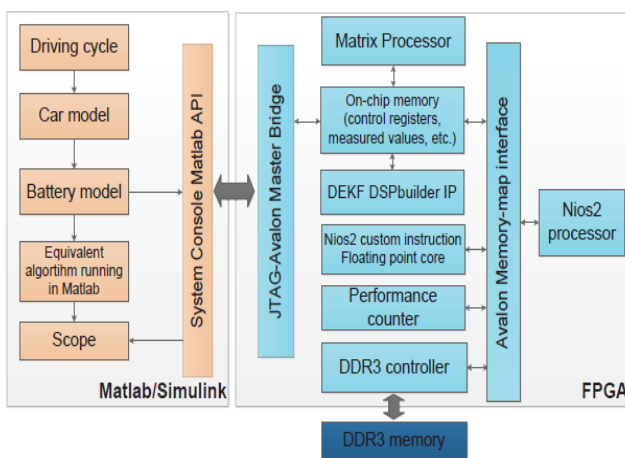 Driving cycle
Car model
Battery model
Equivalent
algortihm running
in Matlab
Scope
System Console Matlab API
Matlab/Simulink
JTAG-Avalon Master Bridge
Matrix Processor
On-chip memory
(control registers,
measured values, etc.)
DEKF DSPbuilder IP
Nios2 custom instruction
Floating point core
Performance
counter
DDR3 controller
Avalon Memory-map interface
Nios2
processor
FPGA
DDR3 memory